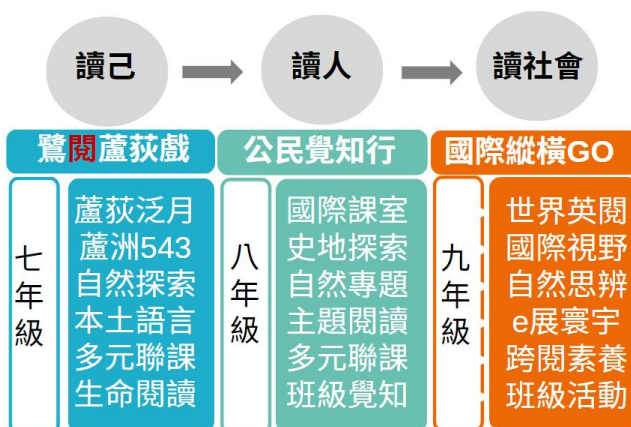 讀己
讀人
讀社會
鷺閱蘆荻戲
七年級
蘆荻泛月
蘆洲543
自然探索
本土語言
多元聯課
生命閱讀
公民覺知行
八年級
國際課室
史地探索
自然專題
主題閱讀
多元聯課
班級覺知
國際縱橫GO
九年級
世界英閱
國際視野
自然思辨
e展寰宇
跨閱素養
班級活動